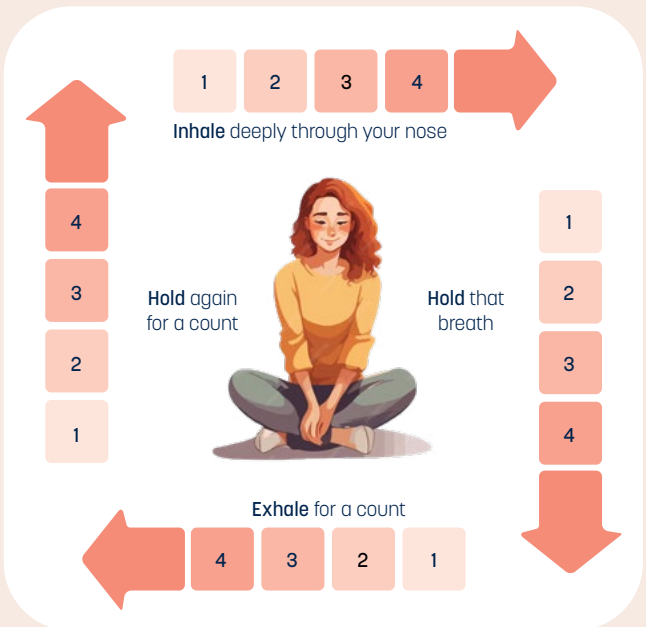 1 2 3 4
Inhale deeply through your nose
1
2
3
4
Hold that
breath
Exhale for a count
4 3 2 1
Hold again
for a count
4
3
2
1